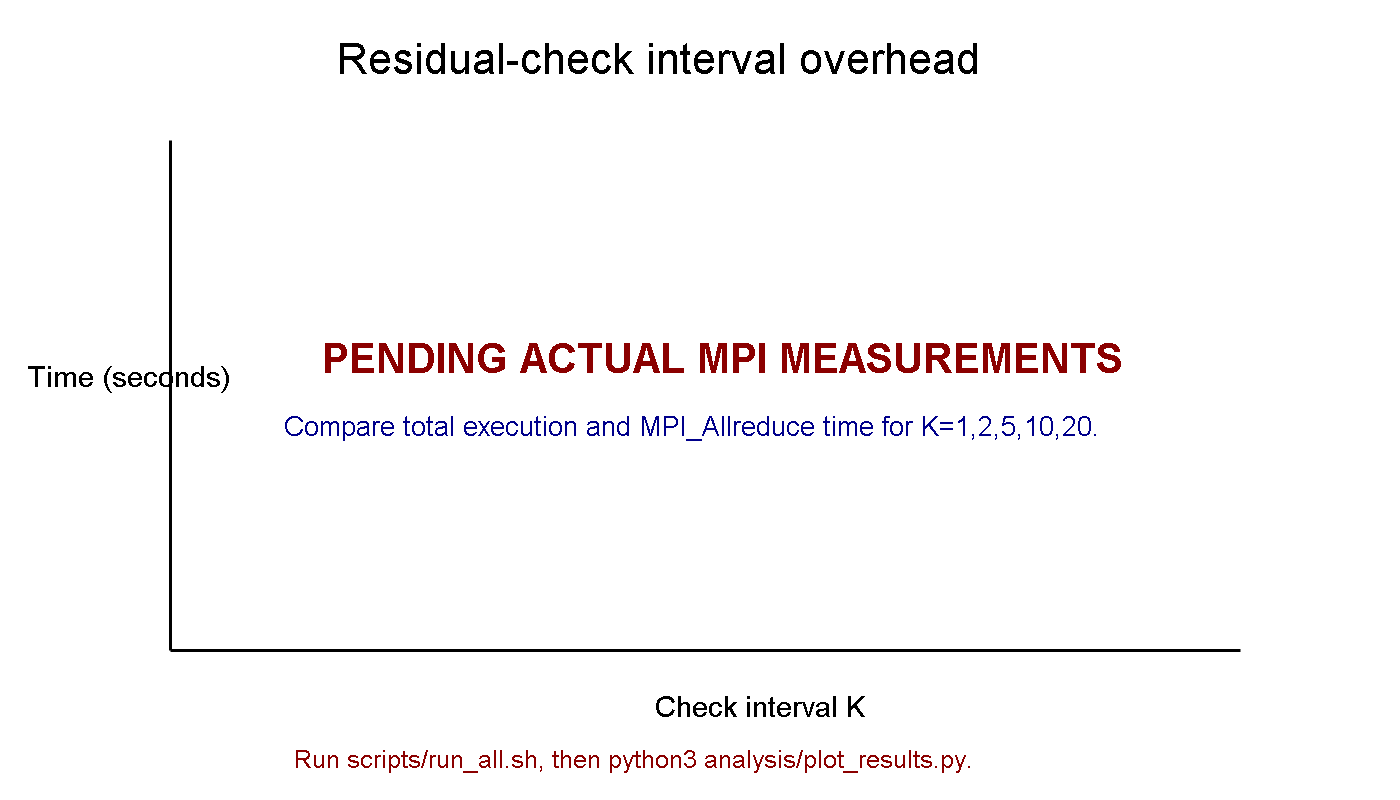 Residual-check interval overhead
PENDING ACTUAL MPI MEASUREMENTS
Time (seconds)
Compare total execution and MPI_Allreduce time for K=1,2,5,10,20.
Check interval K
Run scripts/run_all.sh, then python3 analysis/plot_results.py.